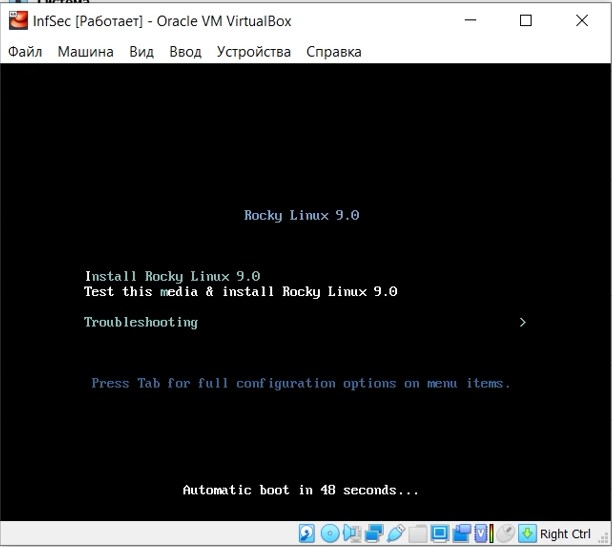 InfSec [Работает] - Oracle VM VirtualBox
Файл Машина Вид Ввод Устройства Справка
Rocky Linux 9.0
Install Rocky Linux 9.0
Test this media & install Rocky Linux 9.0
Troubleshooting >
Press Tab for full configuration options on menu items.
Automatic boot in 48 seconds...
Right Ctrl